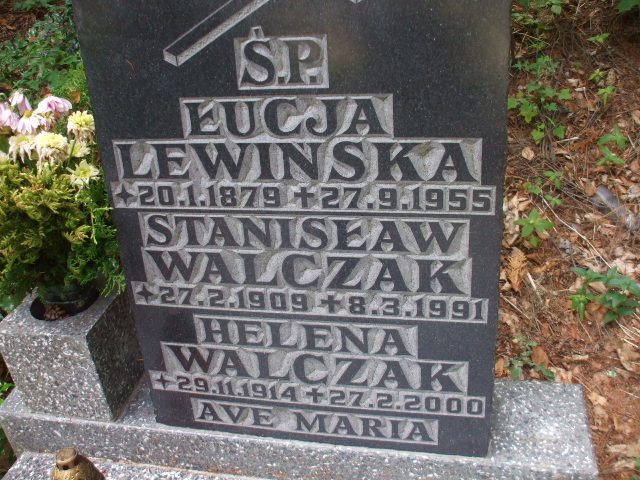 Ś.P.
ŁUCJA
LEWINSKA
✦20.1.1879 ✝27.9.1955
STANISŁAW
WALCZAK
✦27.2.1909 ✝8.3.1991
HELENA
WALCZAK
✦29.11.1914 ✝27.2.2000
AVE MARIA